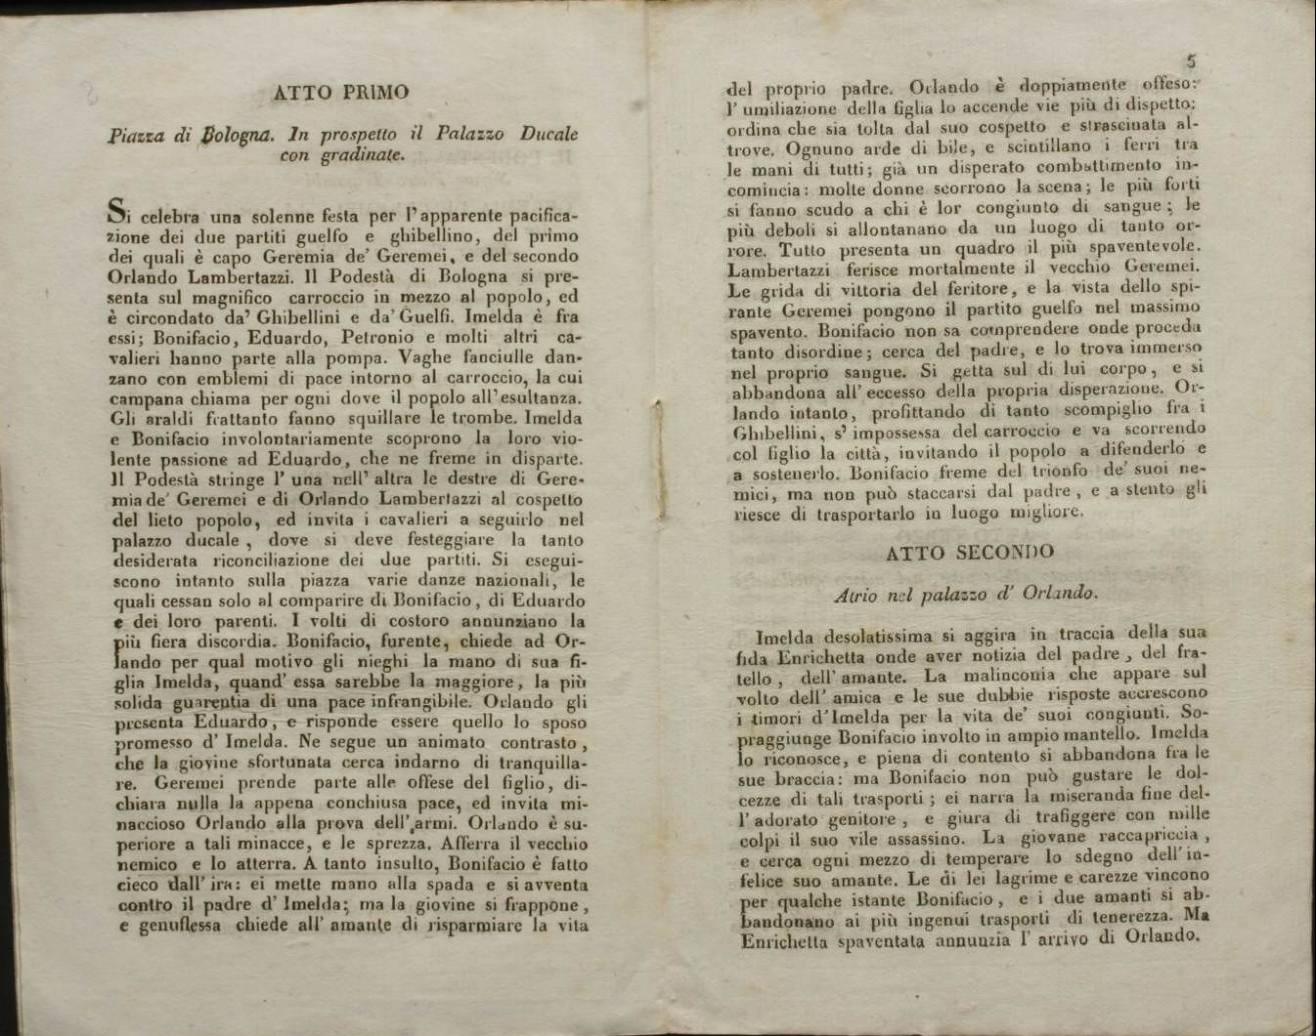 ATTO PRIMO
Piazza di Bologna. In prospetto il Palazzo Ducale
con gradinate.
Si celebra una solenne festa per l' apparente pacifica-
zione dei due partiti guelfo e ghibellino, del primo
dei quali è capo Geremia de' Geremei, e del secondo
Orlando Lambertazzi. Il Podestà di Bologna si pre-
senta sul magnifico carroccio in mezzo al popolo, ed
è circondato da' Ghibellini e da' Guelfi. Imelda è fra
essi; Bonifacio, Eduardo, Petronio e molti altri ca-
valieri hanno parte alla pompa. Vaghe fanciulle dan-
zano con emblemi di pace intorno al carroccio, la cui
campana chiama per ogni dove il popolo all' esultanza.
Gli araldi frattanto fanno squillare le trombe. Imelda
e Bonifacio involontariamente scoprono la loro vio-
lente passione ad Eduardo, che ne freme in disparte.
Il Podestà stringe l' una nell' altra le destre di Gere-
mia de' Geremei e di Orlando Lambertazzi al cospetto
del lieto popolo, ed invita i cavalieri a seguirlo nel
palazzo ducale, dove si deve festeggiare la tanto
desiderata riconciliazione dei due partiti. Si esegui-
scono intanto sulla piazza varie danze nazionali, le
quali cessan solo al comparire di Bonifacio, di Eduardo
e dei loro parenti. I volti di costoro annunziano la
più fiera discordia. Bonifacio, furente, chiede ad Or-
lando per qual motivo gli nieghi la mano di sua fi-
glia Imelda, quand' essa sarebbe la maggiore, la più
solida guarentia di una pace infrangibile. Orlando gli
presenta Eduardo, e risponde essere quello lo sposo
promesso d' Imelda. Ne segue un animato contrasto,
che la giovine sfortunata cerca indarno di tranquilla-
re. Geremei prende parte alle offese del figlio, di-
chiara nulla la appena conchiusa pace, ed invita mi-
naccioso Orlando alla prova dell' armi. Orlando è su-
periore a tali minacce, e le sprezza. Afferra il vecchio
nemico e lo atterra. A tanto insulto, Bonifacio è fatto
cieco dall' ira: ei mette mano alla spada e si avventa
contro il padre d' Imelda; ma la giovine si frappone,
e genuflessa chiede all' amante di risparmiare la vita
5
del proprio padre. Orlando è doppiamente offeso:
l' umiliazione della figlia lo accende vie più di dispetto;
ordina che sia tolta dal suo cospetto e strascinata al-
trove. Ognuno arde di bile, e scintillano i ferri tra
le mani di tutti; già un disperato combattimento in-
comincia: molte donne scorrono la scena; le più forti
si fanno scudo a chi è lor congiunto di sangue; le
più deboli si allontanano da un luogo di tanto or-
rore. Tutto presenta un quadro il più spaventevole.
Lambertazzi ferisce mortalmente il vecchio Geremei.
Le grida di vittoria del feritore, e la vista dello spi-
rante Geremei pongono il partito guelfo nel massimo
spavento. Bonifacio non sa comprendere onde proceda
tanto disordine; cerca del padre, e lo trova immerso
nel proprio sangue. Si getta sul di lui corpo, e si
abbandona all' eccesso della propria disperazione. Or-
lando intanto, profittando di tanto scompiglio fra i
Ghibellini, s' impossessa del carroccio e va scorrendo
col figlio la città, invitando il popolo a difenderlo e
a sostenerlo. Bonifacio freme del trionfo de' suoi ne-
mici, ma non può staccarsi dal padre, e a stento gli
riesce di trasportarlo in luogo migliore.
ATTO SECONDO
Atrio nel palazzo d' Orlando.
Imelda desolatissima si aggira in traccia della sua
fida Enrichetta onde aver notizia del padre, del fra-
tello, dell' amante. La malinconia che appare sul
volto dell' amica e le sue dubbie risposte accrescono
i timori d' Imelda per la vita de' suoi congiunti. So-
praggiunge Bonifacio involto in ampio mantello. Imelda
lo riconosce, e piena di contento si abbandona fra le
sue braccia: ma Bonifacio non può gustare le dol-
cezze di tali trasporti; ei narra la miseranda fine del-
l' adorato genitore, e giura di trafiggere con mille
colpi il suo vile assassino. La giovane raccapriccia,
e cerca ogni mezzo di temperare lo sdegno dell' in-
felice suo amante. Le di lei lagrime e carezze vincono
per qualche istante Bonifacio, e i due amanti si ab-
bandonano ai più ingenui trasporti di tenerezza. Ma
Enrichetta spaventata annunzia l' arrivo di Orlando.